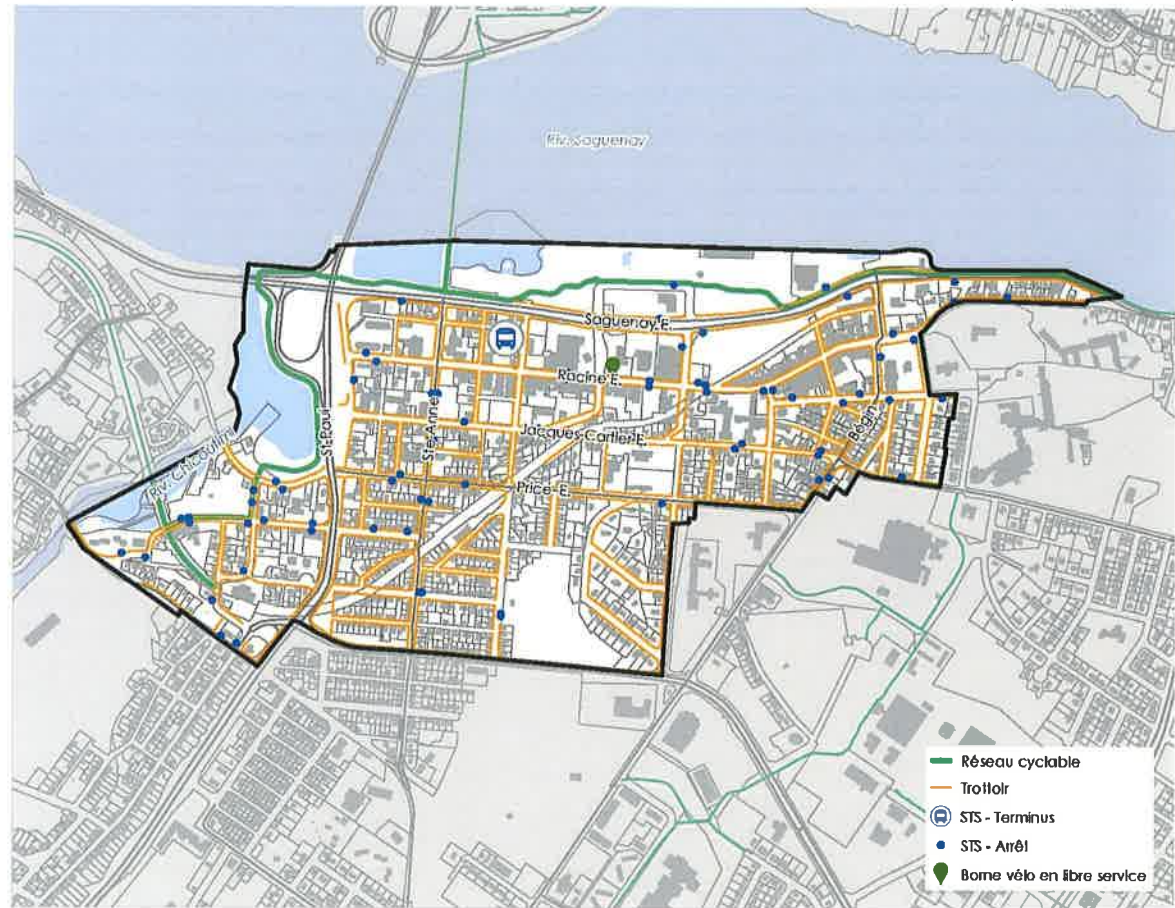 Riv. Saguenay
Saguenay E.
Racine E.
Ste-Anne
Jacques-Cartier E.
Bégin
St-Paul
Riv. Chicoutimi
Price E.
Réseau cyclable
Trottoir
STS - Terminus
STS - Arrêt
Borne vélo en libre service